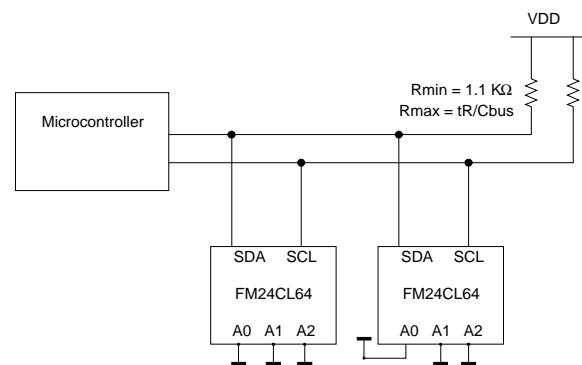 VDD
Rmin = 1.1 KΩ
Rmax = tR/Cbus
Microcontroller
SDA SCL
FM24CL64
A0 A1 A2
SDA SCL
FM24CL64
A0 A1 A2